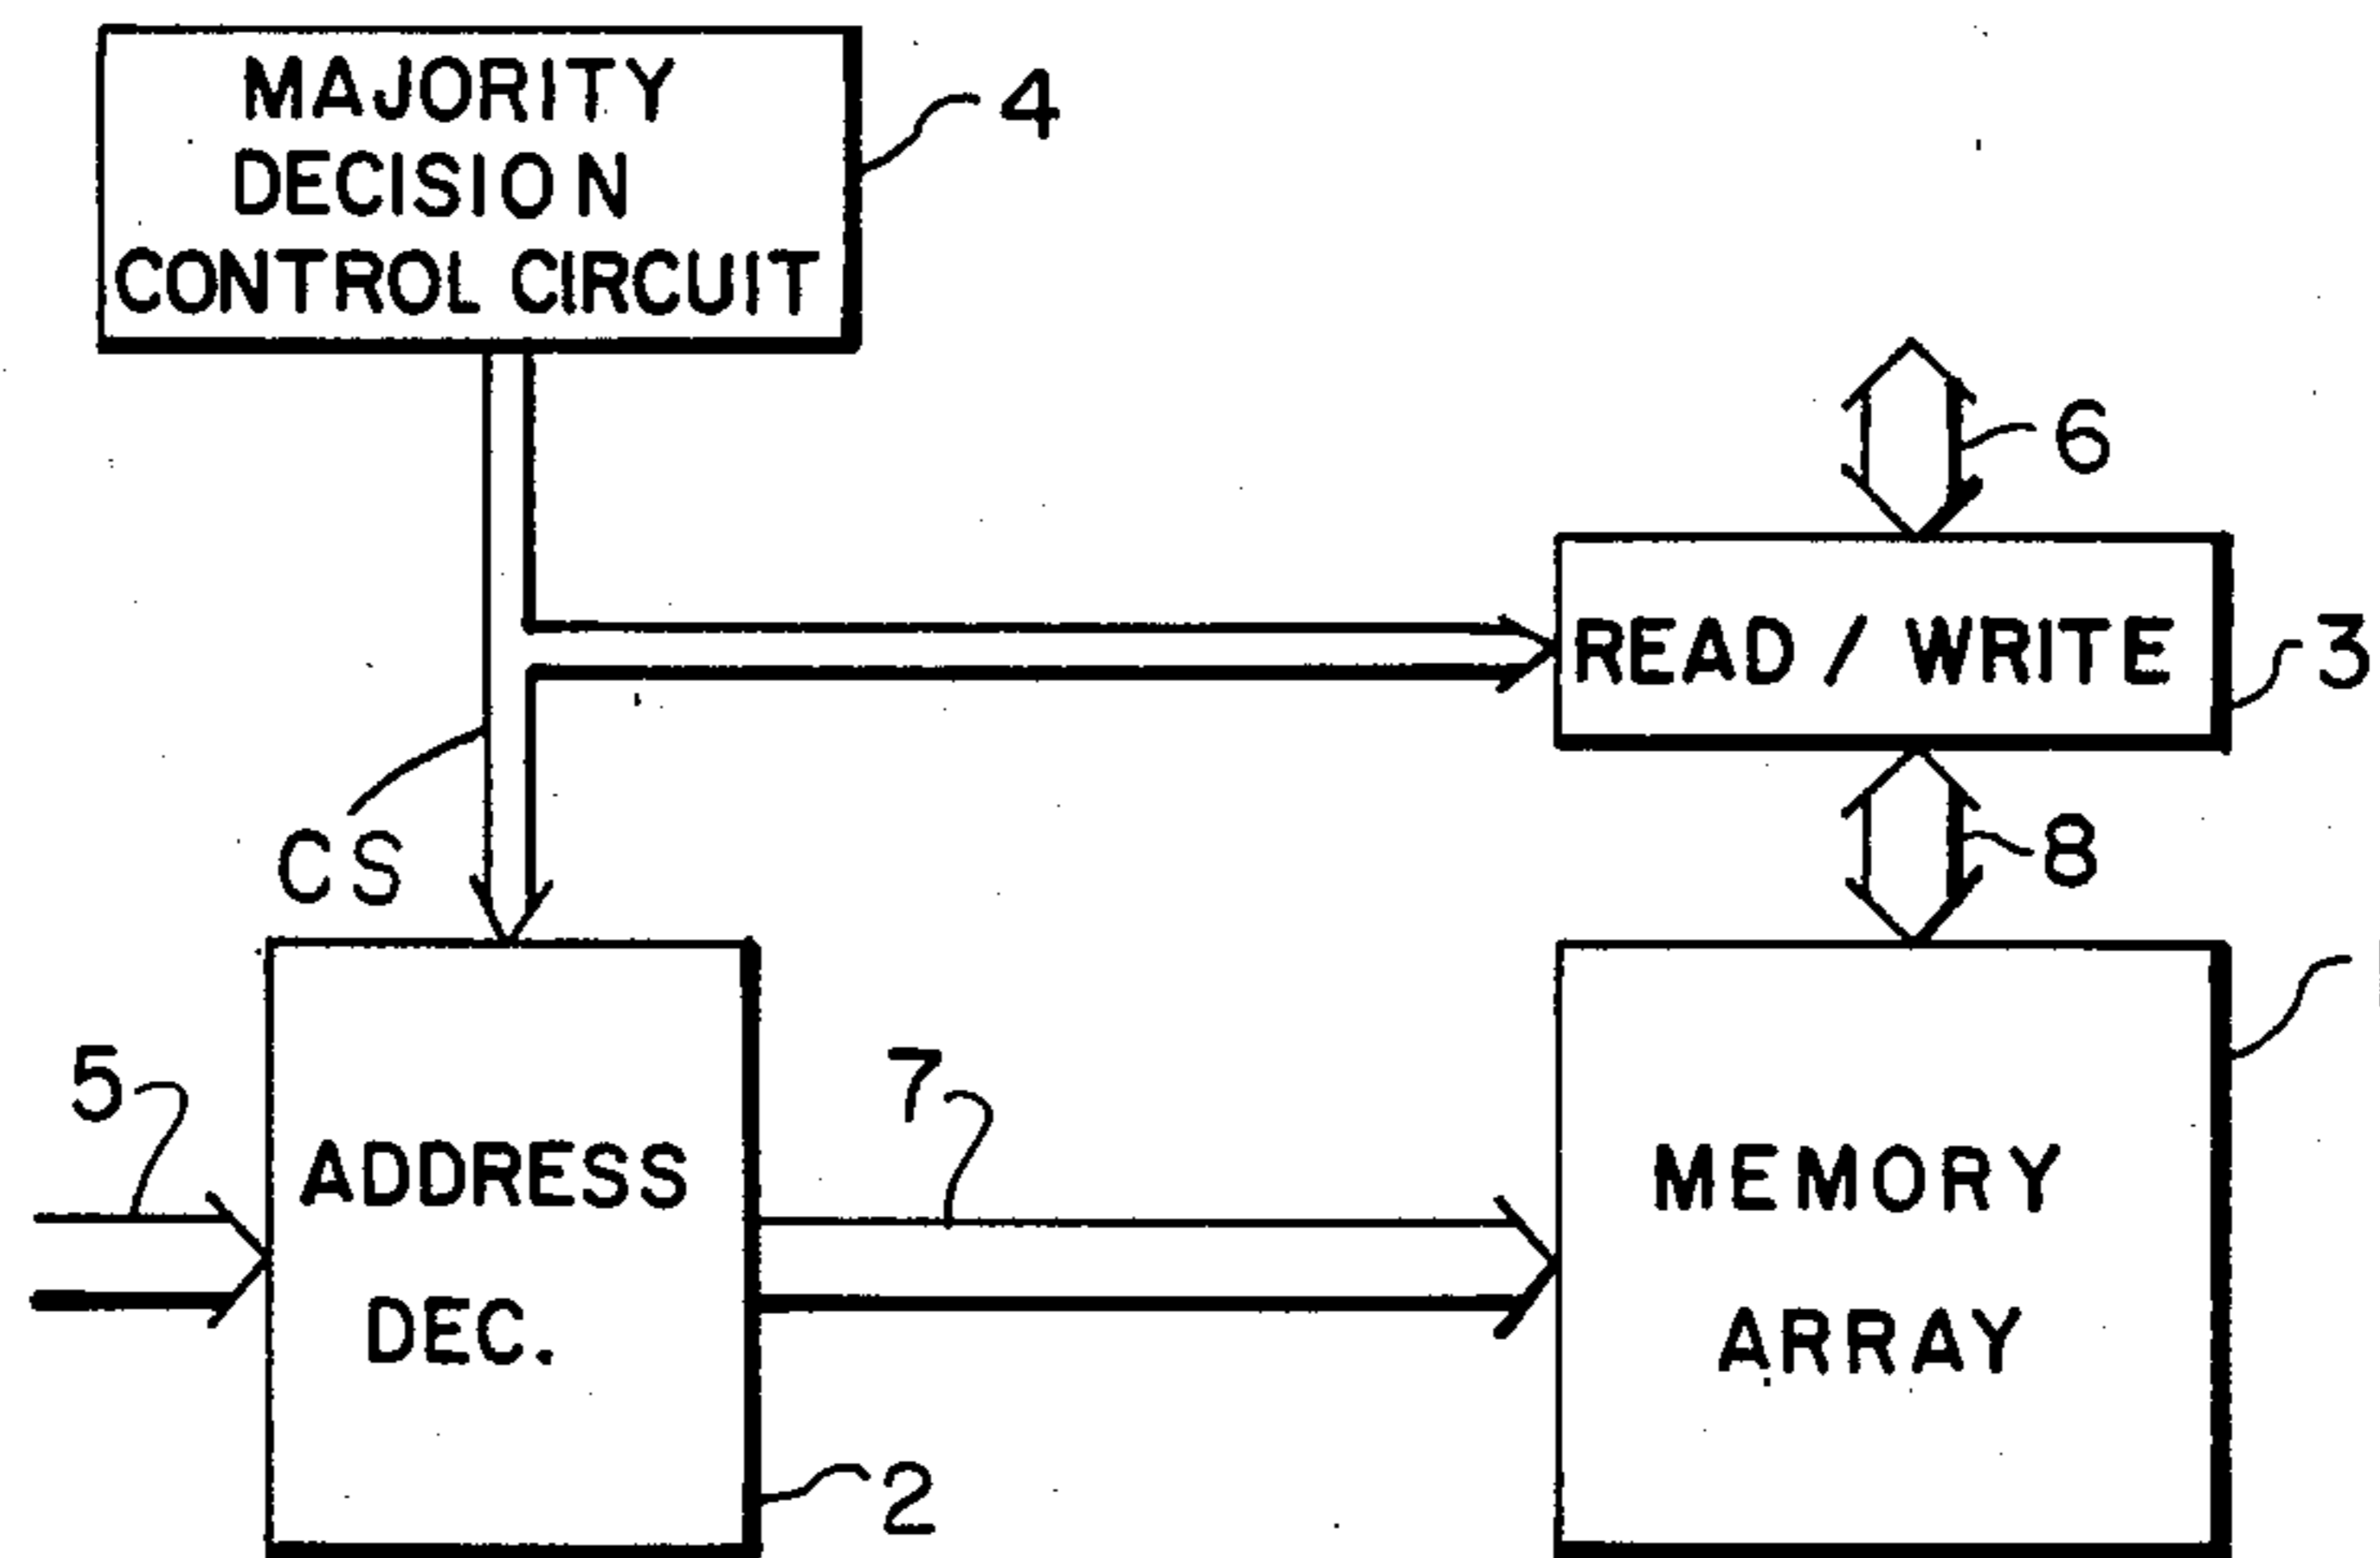 MAJORITY
DECISION
CONTROL CIRCUIT
4
6
READ / WRITE
3
CS
8
5
7
ADDRESS
DEC.
MEMORY
ARRAY
2